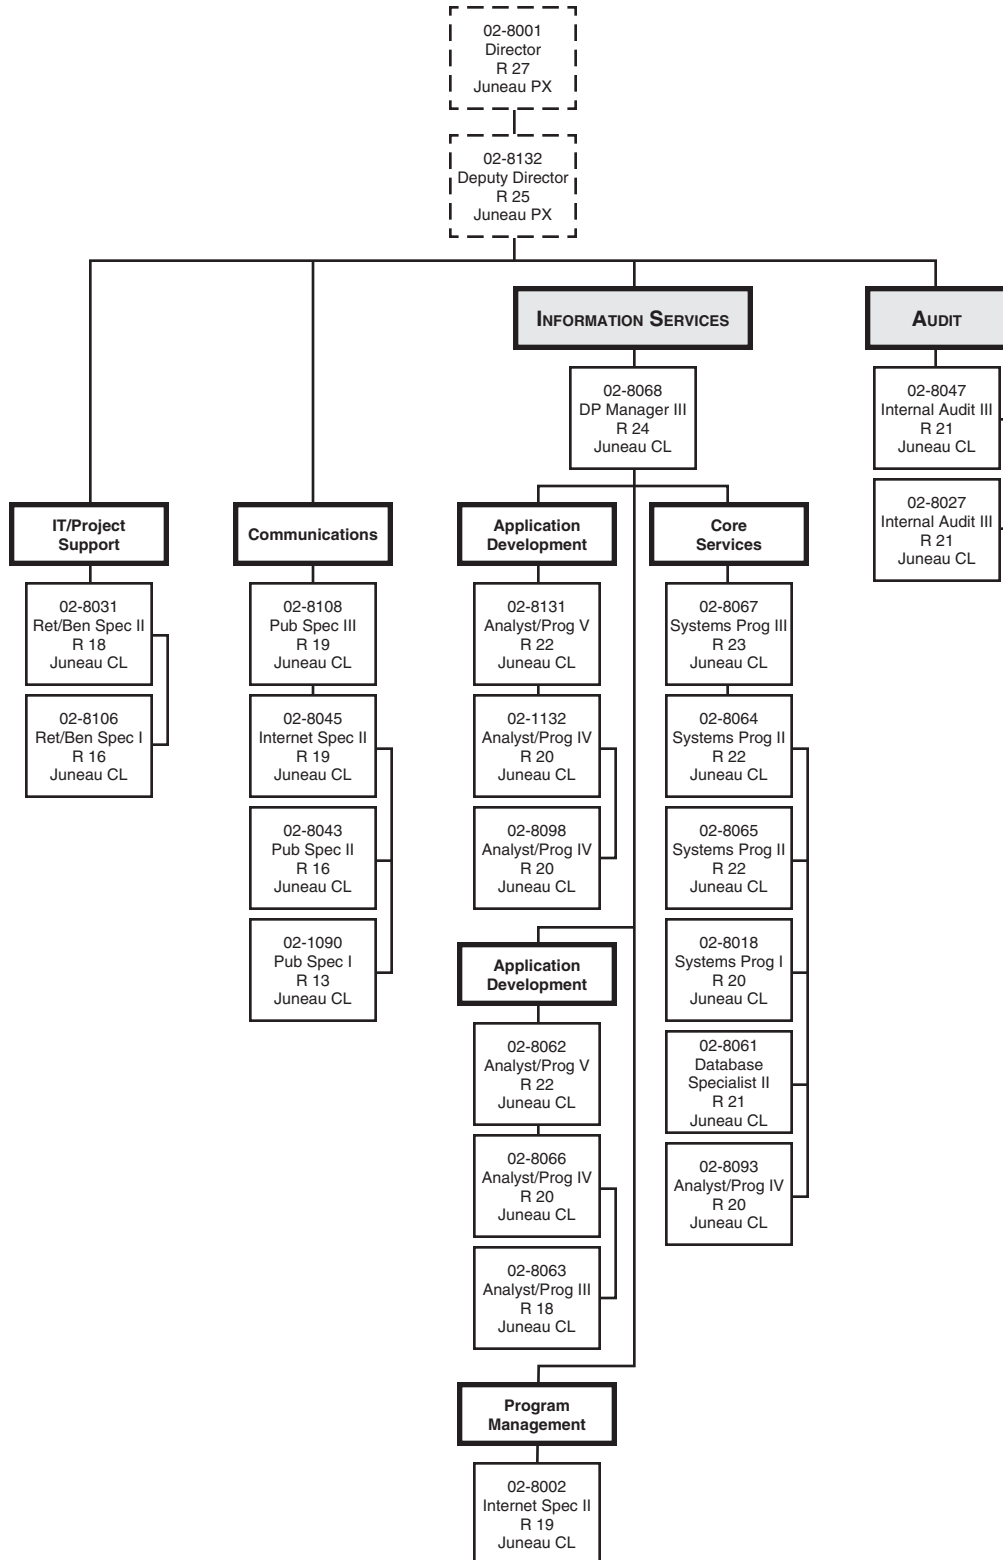 02-8001
Director
R 27
Juneau PX
02-8132
Deputy Director
R 25
Juneau PX
INFORMATION SERVICES
AUDIT
02-8068
DP Manager III
R 24
Juneau CL
02-8047
Internal Audit III
R 21
Juneau CL
02-8027
Internal Audit III
R 21
Juneau CL
IT/Project
Support
02-8031
Ret/Ben Spec II
R 18
Juneau CL
02-8106
Ret/Ben Spec I
R 16
Juneau CL
Communications
02-8108
Pub Spec III
R 19
Juneau CL
02-8045
Internet Spec II
R 19
Juneau CL
02-8043
Pub Spec II
R 16
Juneau CL
02-1090
Pub Spec I
R 13
Juneau CL
Application
Development
02-8131
Analyst/Prog V
R 22
Juneau CL
02-1132
Analyst/Prog IV
R 20
Juneau CL
02-8098
Analyst/Prog IV
R 20
Juneau CL
Application
Development
02-8062
Analyst/Prog V
R 22
Juneau CL
02-8066
Analyst/Prog IV
R 20
Juneau CL
02-8063
Analyst/Prog III
R 18
Juneau CL
Program
Management
02-8002
Internet Spec II
R 19
Juneau CL
Core
Services
02-8067
Systems Prog III
R 23
Juneau CL
02-8064
Systems Prog II
R 22
Juneau CL
02-8065
Systems Prog II
R 22
Juneau CL
02-8018
Systems Prog I
R 20
Juneau CL
02-8061
Database
Specialist II
R 21
Juneau CL
02-8093
Analyst/Prog IV
R 20
Juneau CL